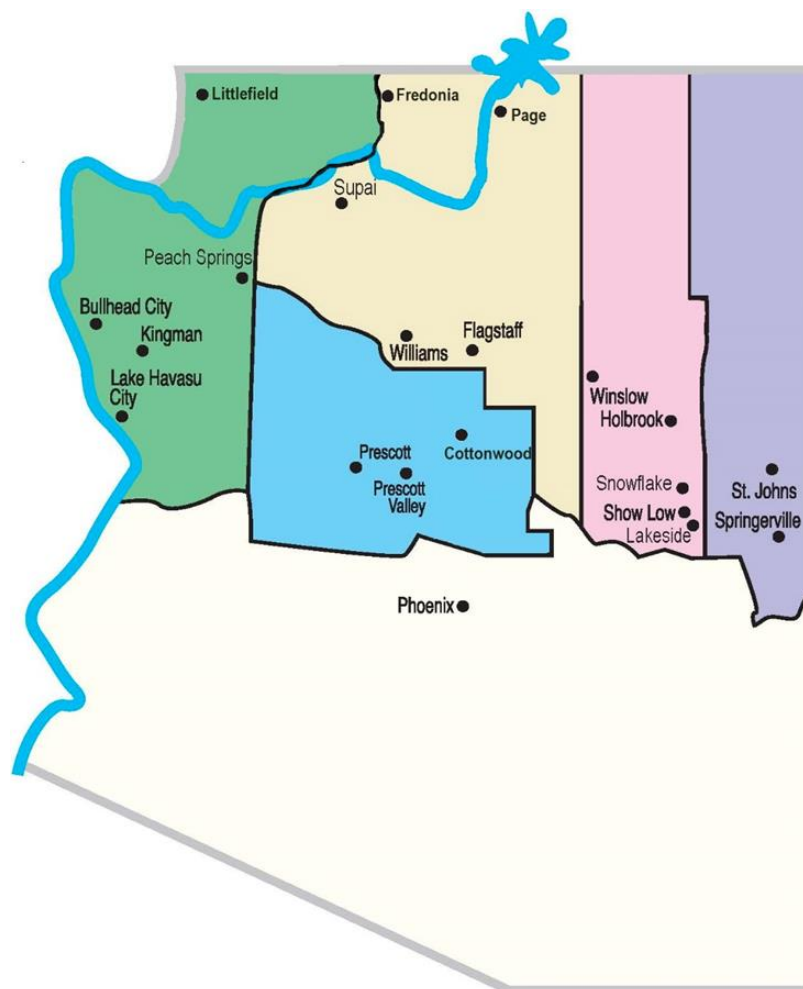 Littlefield
Fredonia
Page
Supai
Peach Springs
Bullhead City
Kingman
Lake Havasu
City
Williams
Flagstaff
Winslow
Holbrook
Prescott
Prescott
Valley
Cottonwood
Snowflake
Show Low
Lakeside
St. Johns
Springerville
Phoenix